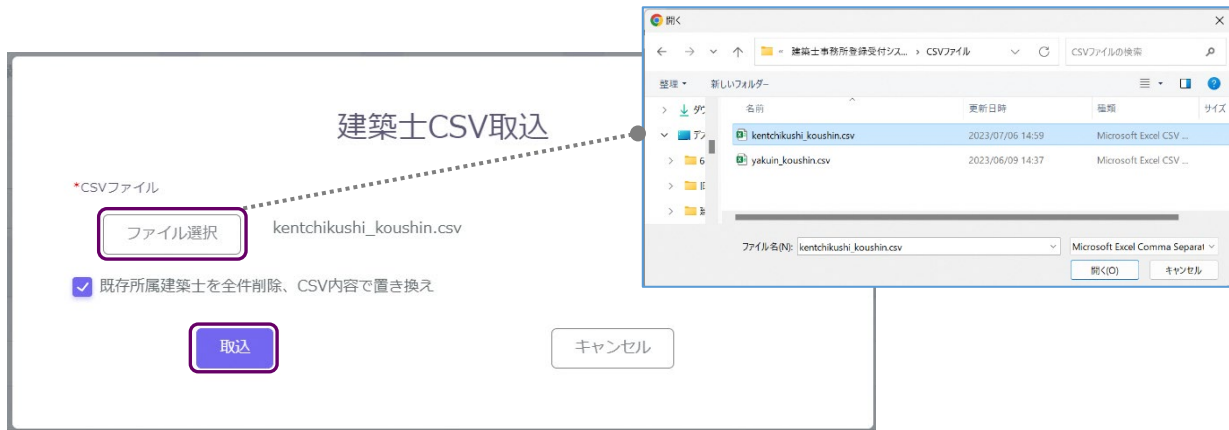 建築士CSV取込
*CSVファイル
ファイル選択
kentchikushi_koushin.csv
既存所属建築士を全件削除、CSV内容で置き換え
取込
キャンセル
開く
« 建築士事務所登録受付シス... › CSVファイル
CSVファイルの検索
整理
新しいフォルダー
名前
更新日時
種類
サイズ
kentchikushi_koushin.csv
2023/07/06 14:59
Microsoft Excel CSV ...
yakuin_koushin.csv
2023/06/09 14:37
Microsoft Excel CSV ...
ファイル名(N):
kentchikushi_koushin.csv
Microsoft Excel Comma Separat
開く(O)
キャンセル